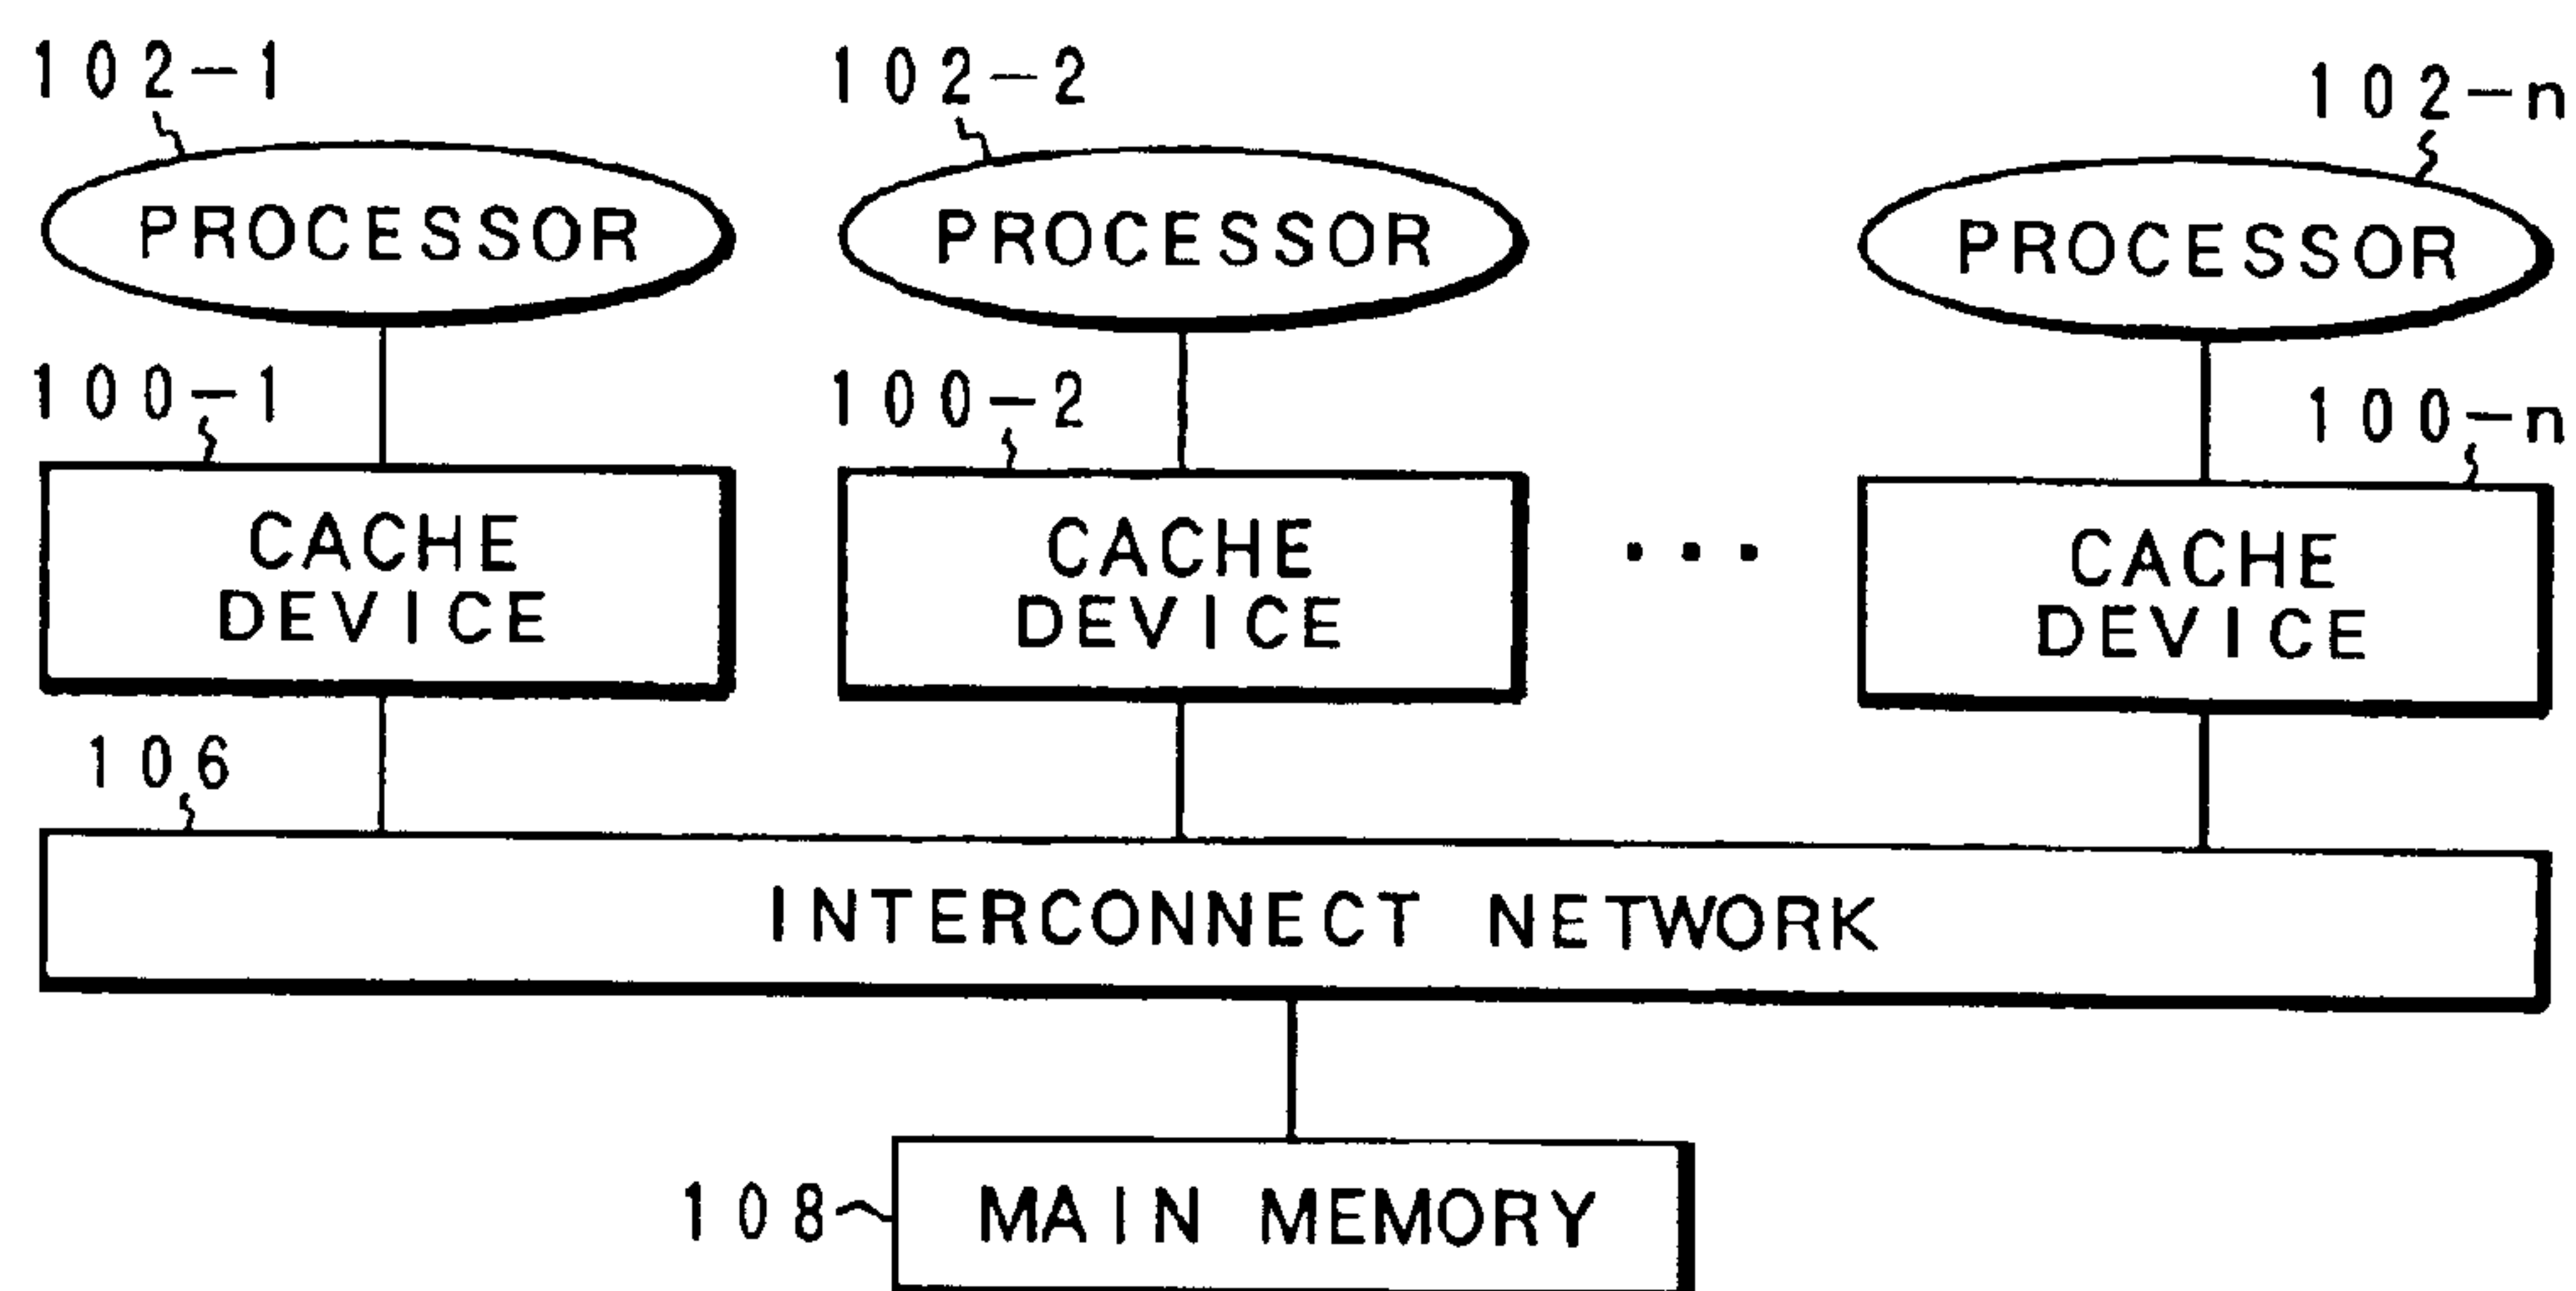 102-1 102-2 102-n
PROCESSOR PROCESSOR PROCESSOR
100-1 100-2 100-n
CACHE DEVICE CACHE DEVICE ... CACHE DEVICE
106
INTERCONNECT NETWORK
108 MAIN MEMORY